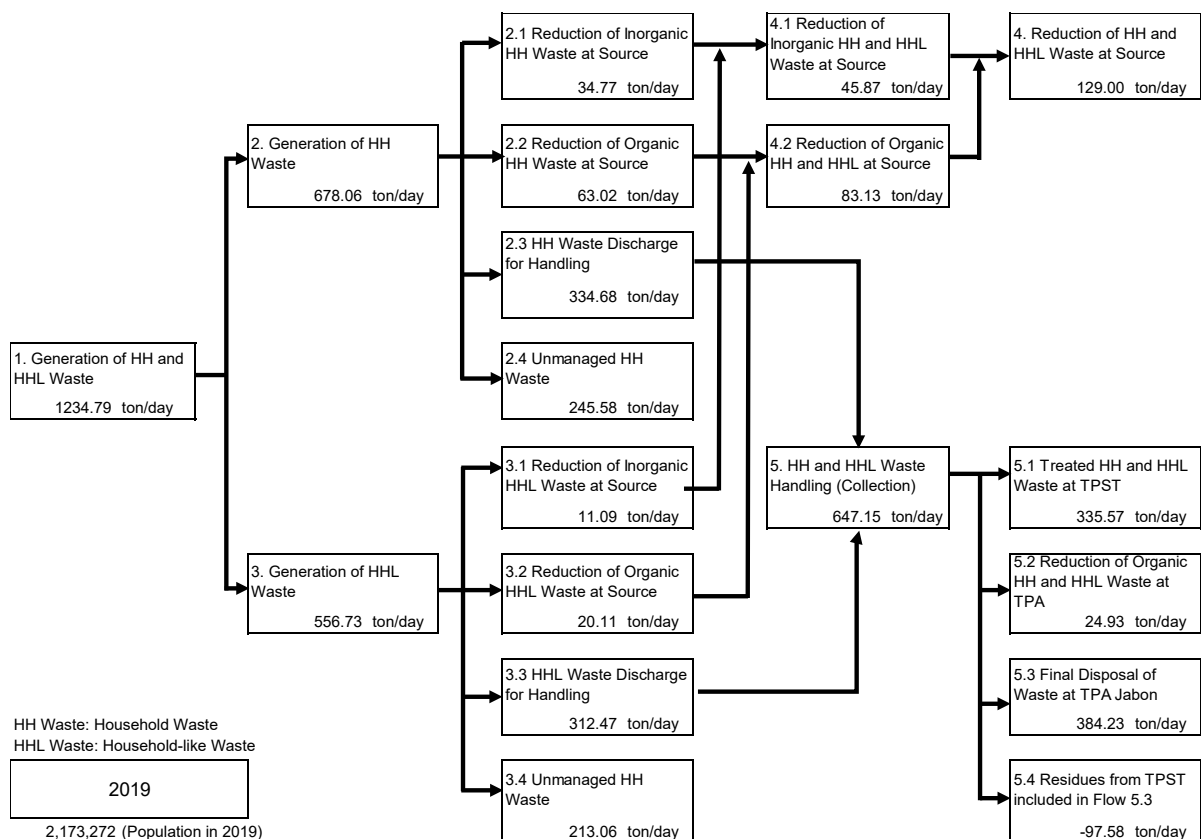 2.1 Reduction of Inorganic
HH Waste at Source
34.77 ton/day
4.1 Reduction of
Inorganic HH and HHL
Waste at Source
45.87 ton/day
4. Reduction of HH and
HHL Waste at Source
129.00 ton/day
2. Generation of HH
Waste
678.06 ton/day
2.2 Reduction of Organic
HH Waste at Source
63.02 ton/day
4.2 Reduction of Organic
HH and HHL at Source
83.13 ton/day
2.3 HH Waste Discharge
for Handling
334.68 ton/day
1. Generation of HH and
HHL Waste
1234.79 ton/day
2.4 Unmanaged HH
Waste
245.58 ton/day
3.1 Reduction of Inorganic
HHL Waste at Source
11.09 ton/day
5. HH and HHL Waste
Handling (Collection)
647.15 ton/day
5.1 Treated HH and HHL
Waste at TPST
335.57 ton/day
3. Generation of HHL
Waste
556.73 ton/day
3.2 Reduction of Organic
HHL Waste at Source
20.11 ton/day
5.2 Reduction of Organic
HH and HHL Waste at
TPA
24.93 ton/day
3.3 HHL Waste Discharge
for Handling
312.47 ton/day
5.3 Final Disposal of
Waste at TPA Jabon
384.23 ton/day
HH Waste: Household Waste
HHL Waste: Household-like Waste
2019
2,173,272 (Population in 2019)
3.4 Unmanaged HH
Waste
213.06 ton/day
5.4 Residues from TPST
included in Flow 5.3
-97.58 ton/day